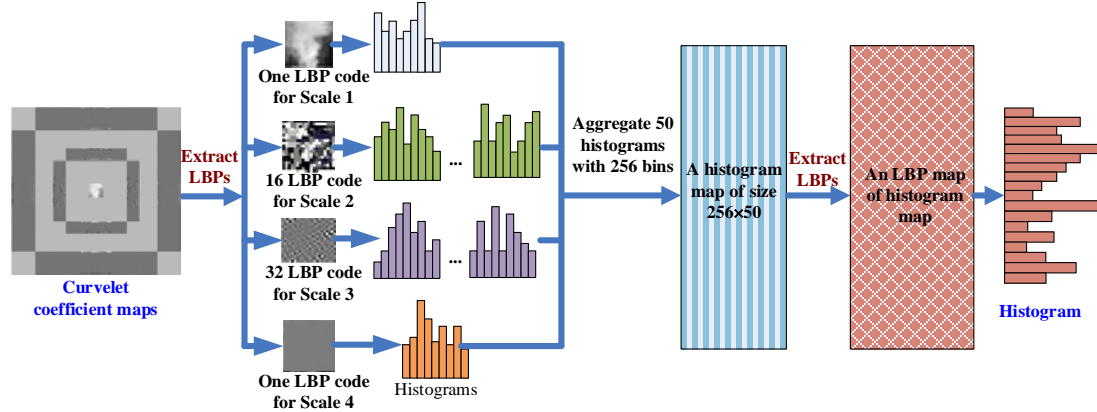 Curvelet
coefficient maps
Extract
LBPs
One LBP code
for Scale 1
16 LBP code
for Scale 2
...
...
32 LBP code
for Scale 3
One LBP code
for Scale 4
Histograms
Aggregate 50
histograms
with 256 bins
A histogram
map of size
256×50
Extract
LBPs
An LBP map
of histogram
map
Histogram